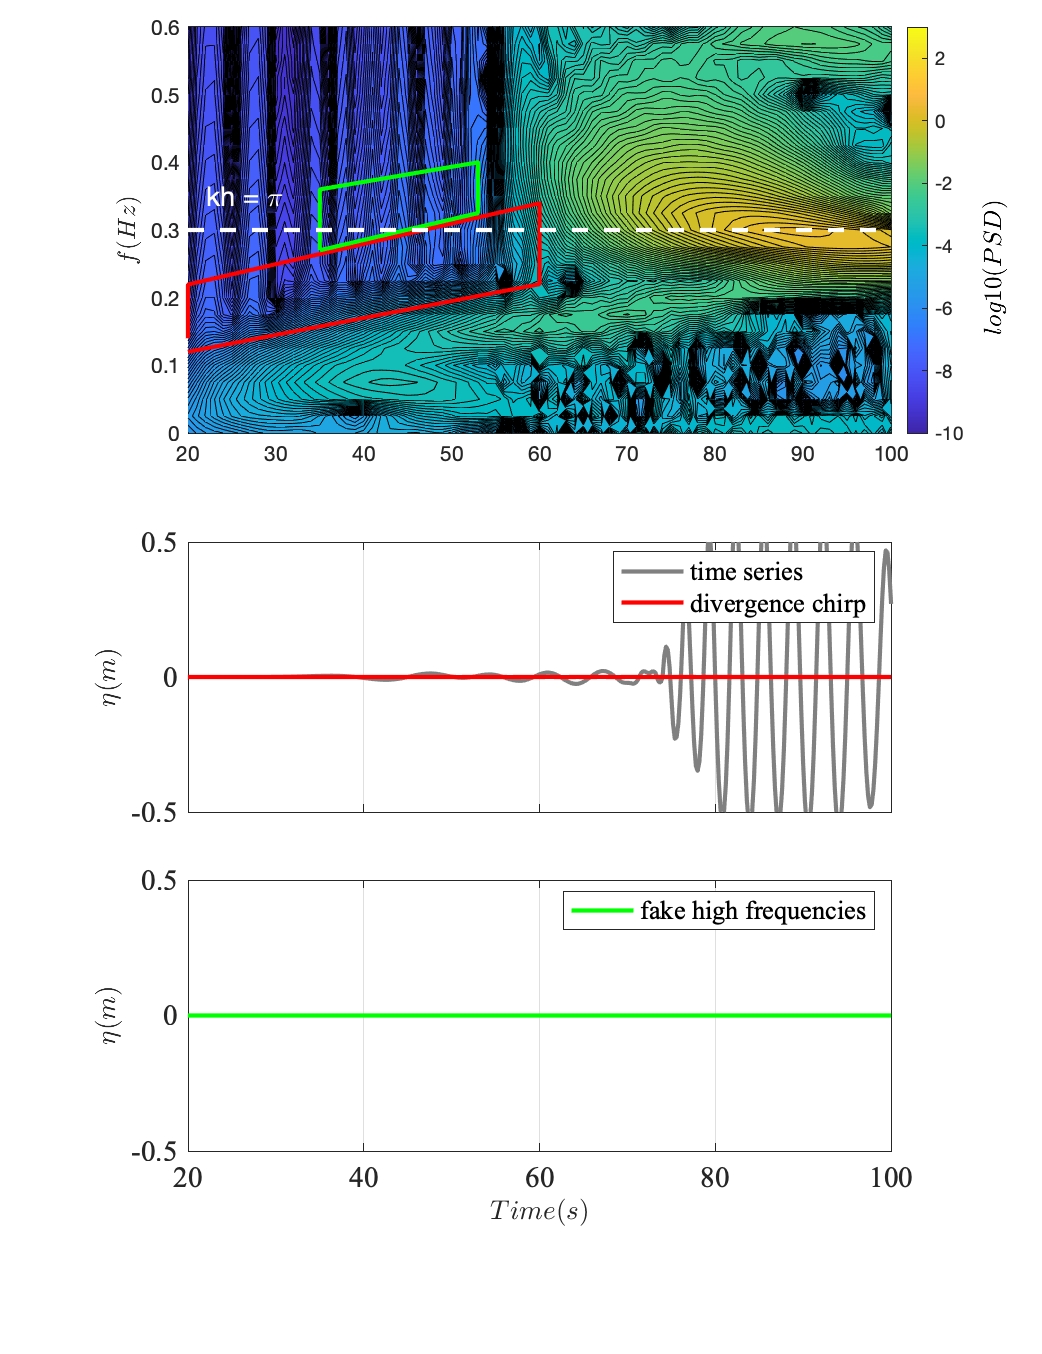 0.6
0.5
0.4
0.3
0.2
0.1
0
f(Hz)
kh = π
20 30 40 50 60 70 80 90 100
2
0
-2
-4
-6
-8
-10
log10(PSD)
0.5
0
-0.5
η(m)
time series
divergence chirp
0.5
0
-0.5
η(m)
fake high frequencies
20 40 60 80 100
Time(s)